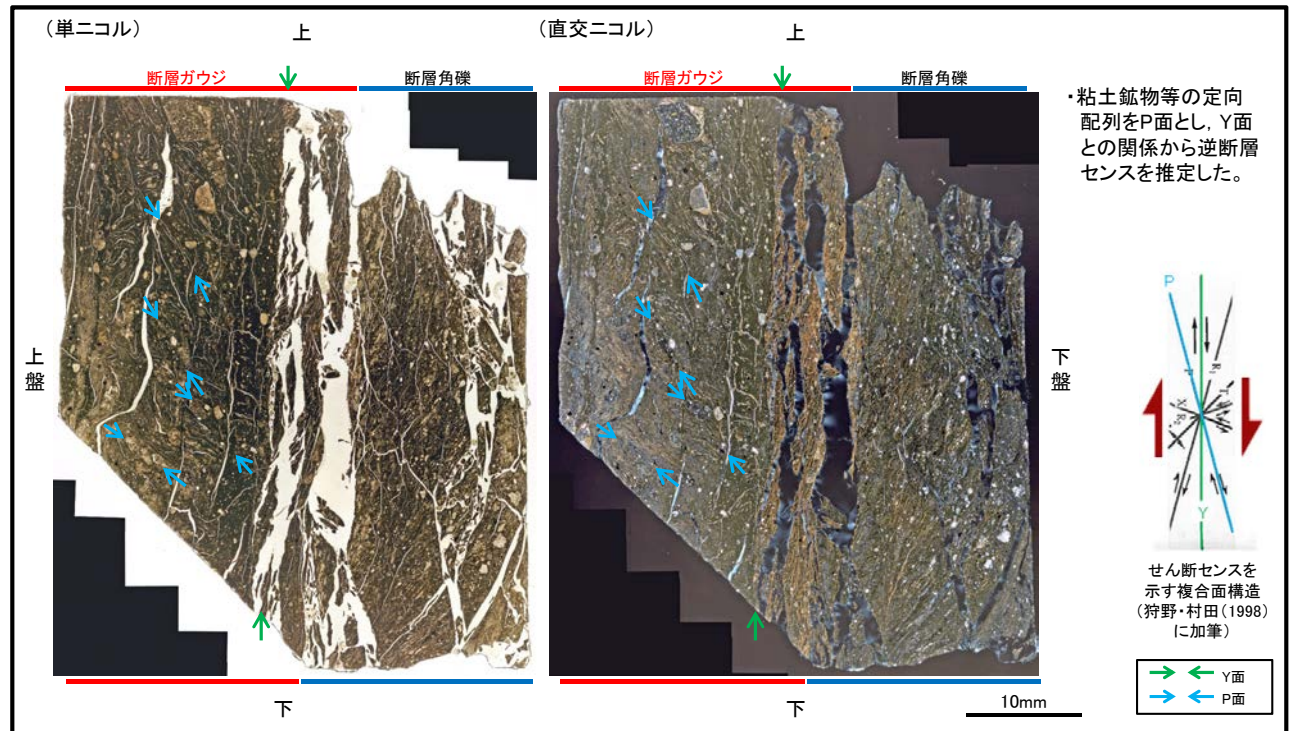 (単ニコル)
上
(直交ニコル)
上
断層ガウジ
断層角礫
断層ガウジ
断層角礫
・粘土鉱物等の定向
配列をP面とし，Y面
との関係から逆断層
センスを推定した。
上盤
下盤
P
R₁
Y
せん断センスを
示す複合面構造
(狩野・村田(1998)
に加筆)
Y面
P面
下
下
10mm